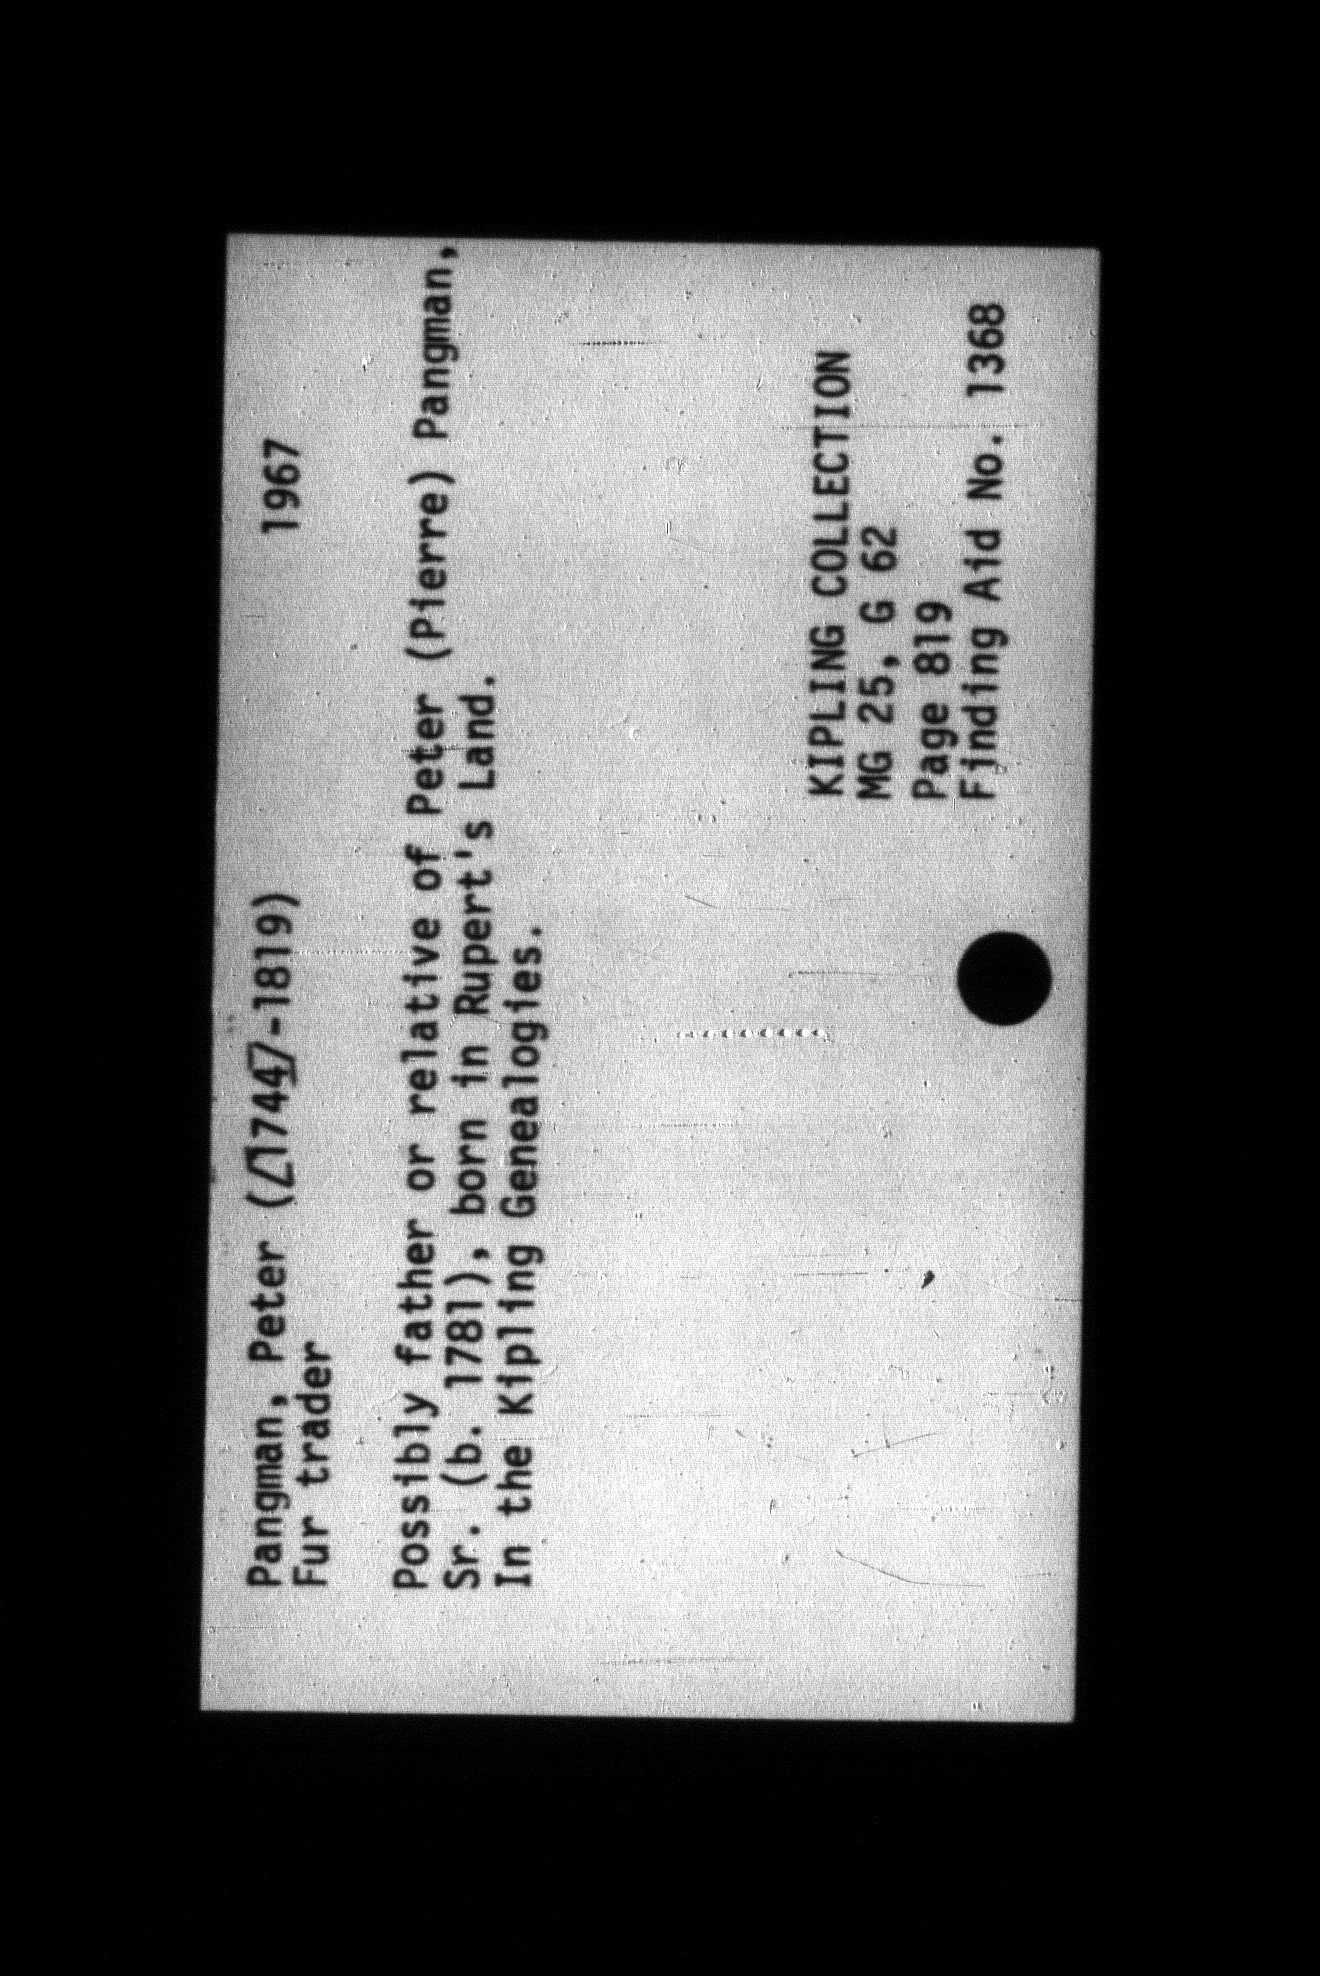 Pangman, Peter ([1744]-1819) 1967
Fur trader
Possibly father or relative of Peter (Pierre) Pangman,
Sr. (b. 1781), born in Rupert's Land.
In the Kipling Genealogies.
KIPLING COLLECTION
MG 25, G 62
Page 819
Finding Aid No. 1368